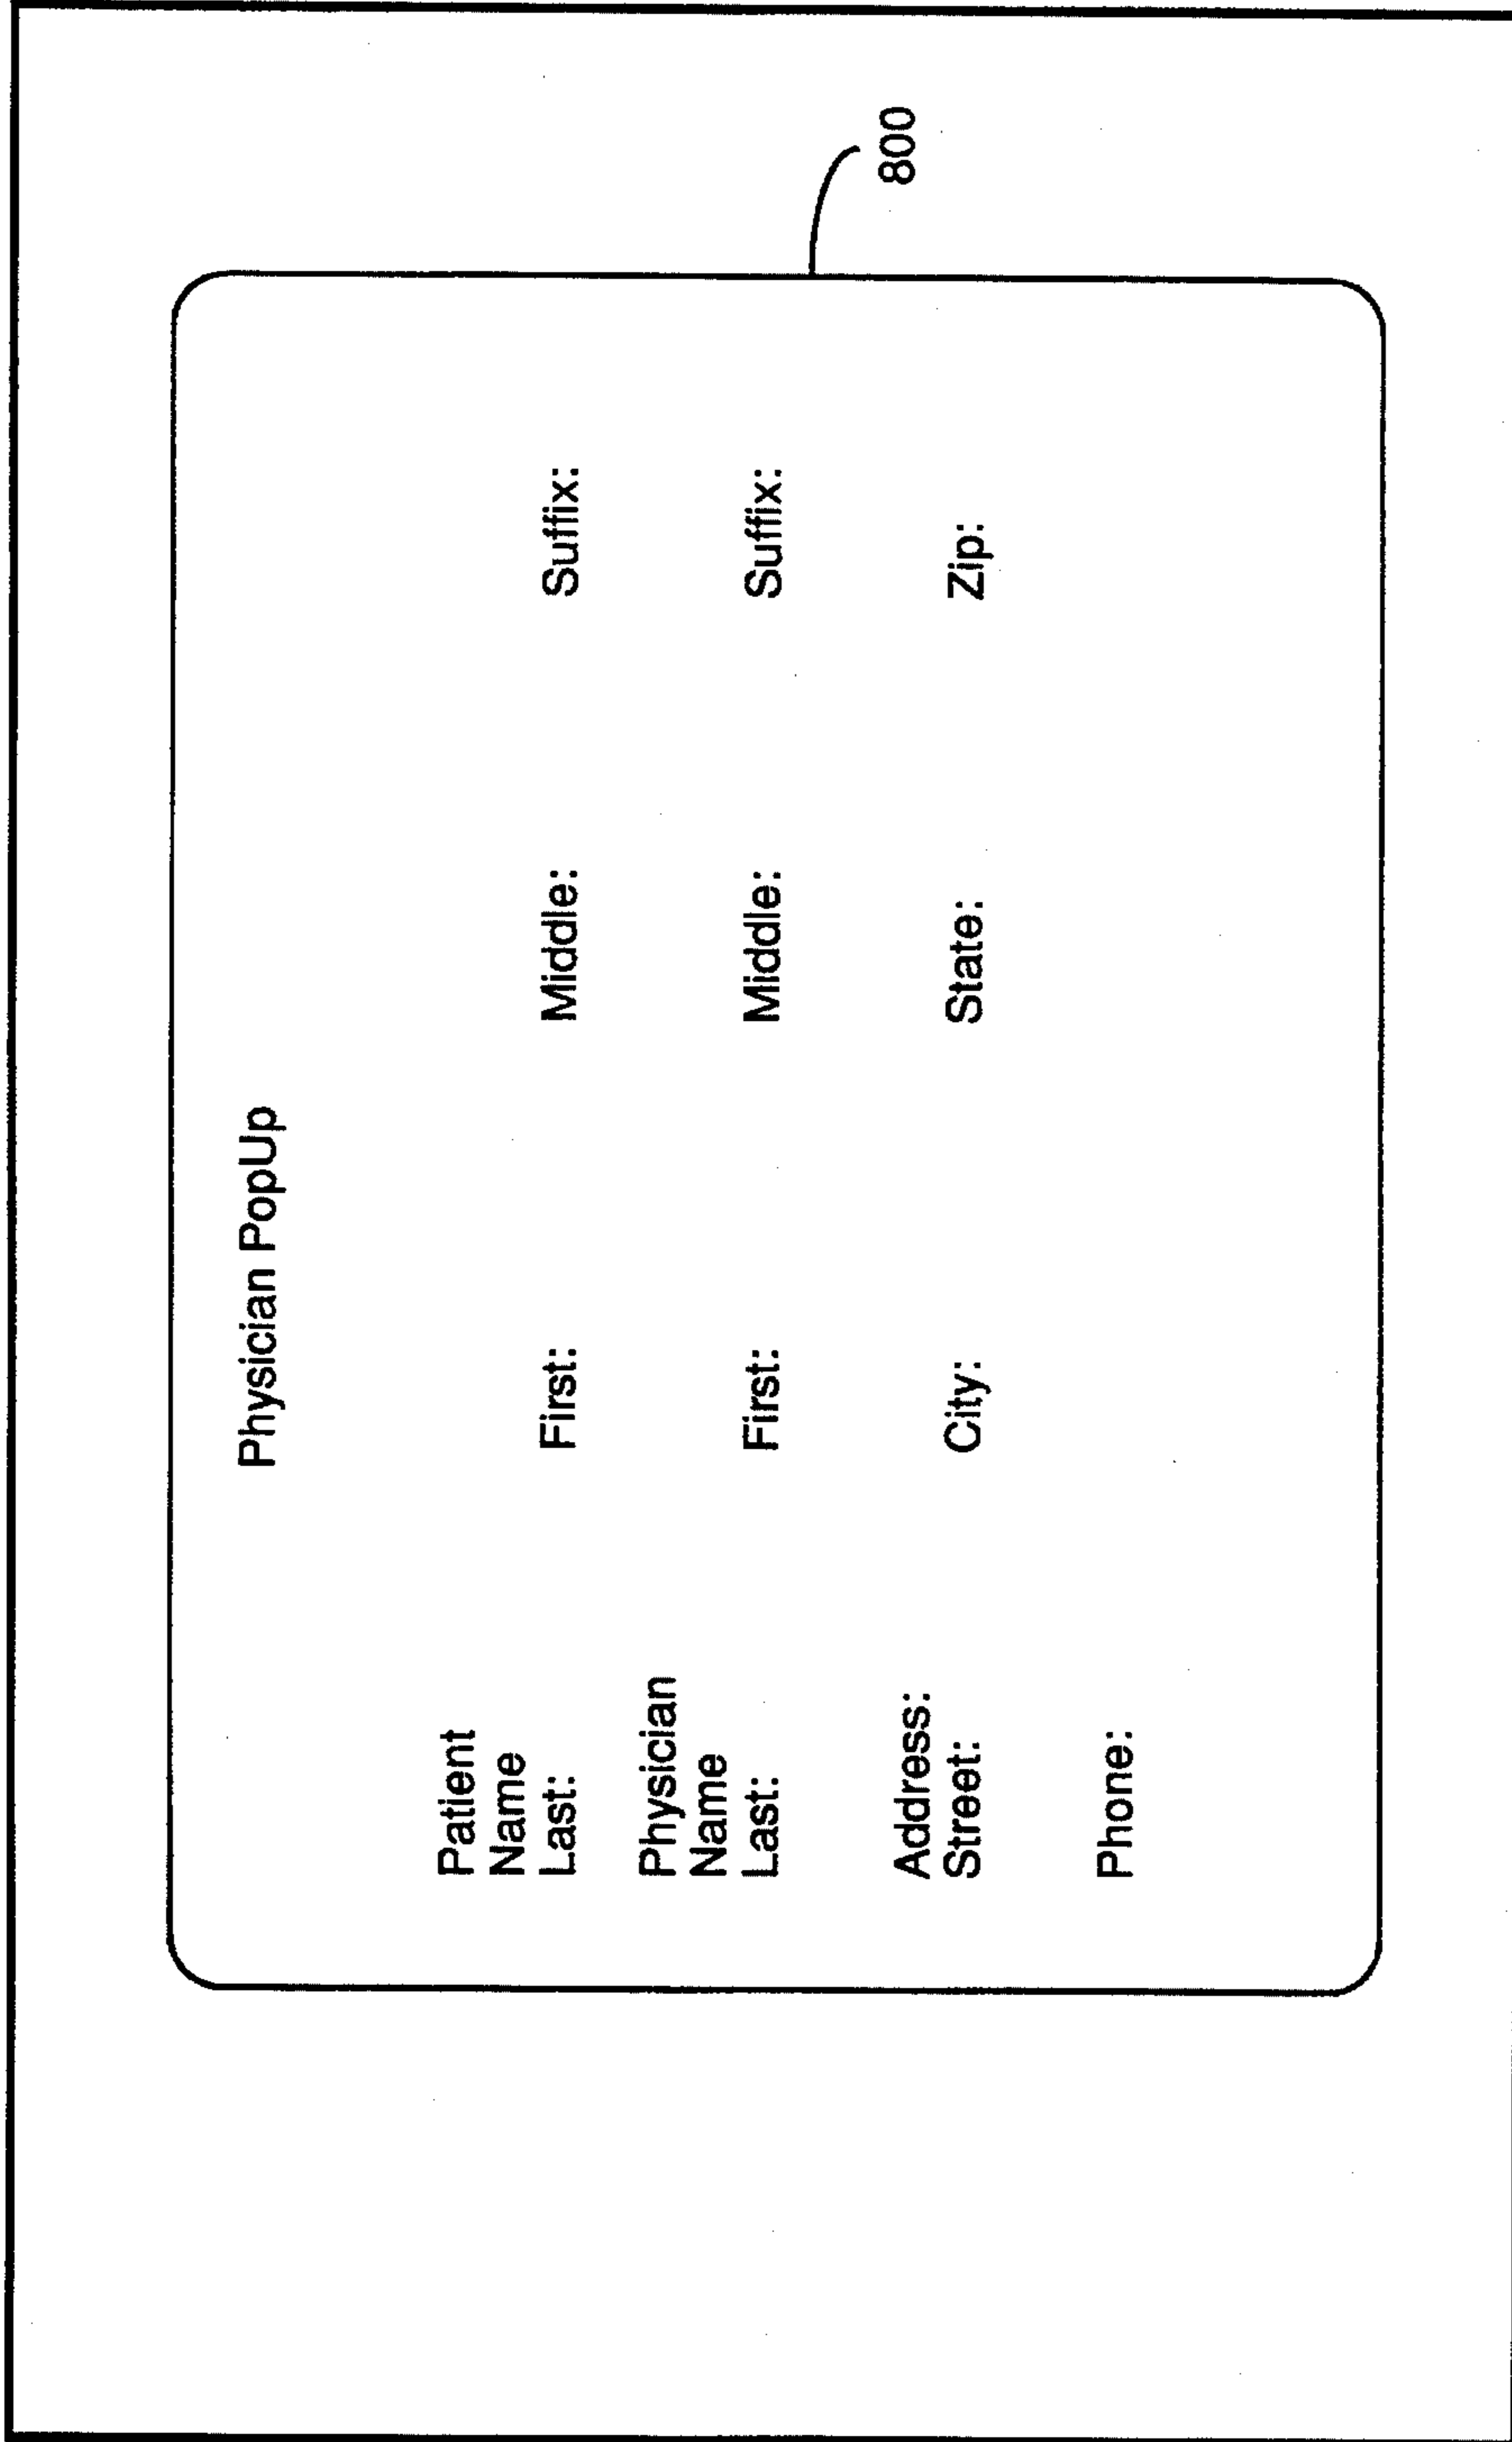 Physician PopUp
Patient
Name
Last: First: Middle: Suffix:
Physician
Name
Last: First: Middle: Suffix:
Address:
Street: City: State: Zip:
Phone:
800